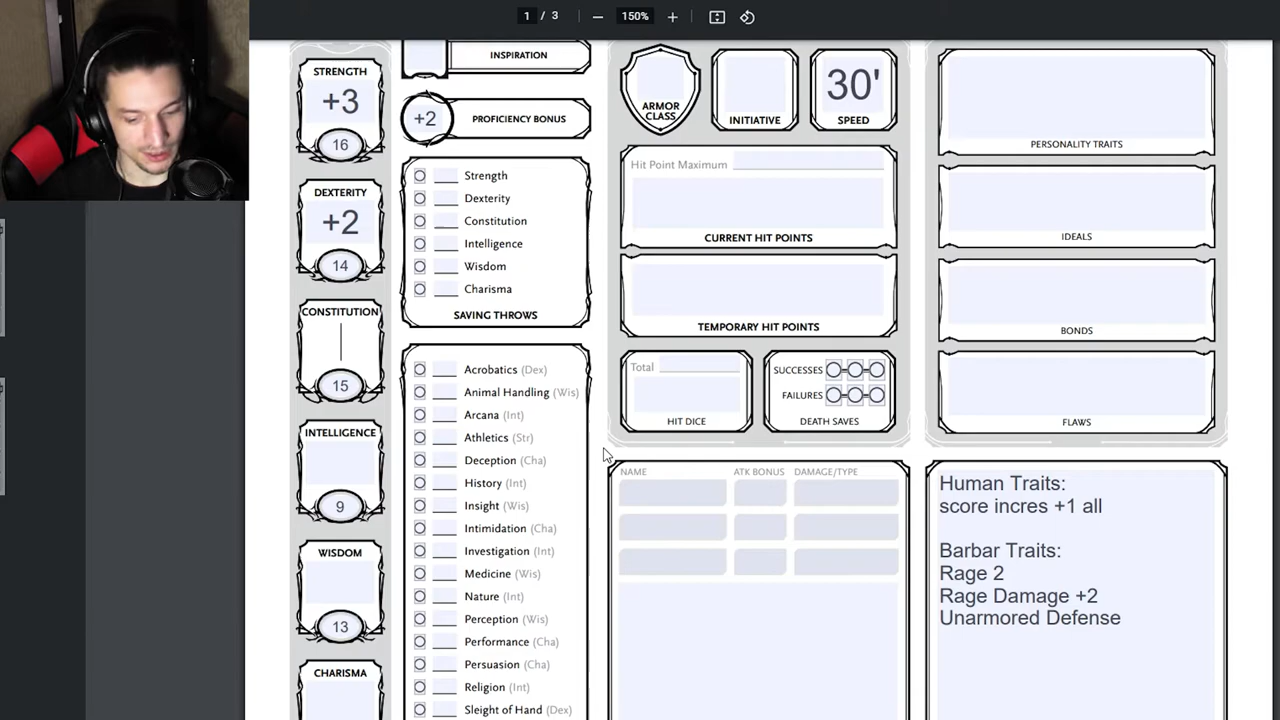 1 / 3
150%
STRENGTH
+3
16
DEXTERITY
+2
14
CONSTITUTION
15
INTELLIGENCE
9
WISDOM
13
CHARISMA
INSPIRATION
+2
PROFICIENCY BONUS
Strength
Dexterity
Constitution
Intelligence
Wisdom
Charisma
SAVING THROWS
Acrobatics (Dex)
Animal Handling (Wis)
Arcana (Int)
Athletics (Str)
Deception (Cha)
History (Int)
Insight (Wis)
Intimidation (Cha)
Investigation (Int)
Medicine (Wis)
Nature (Int)
Perception (Wis)
Performance (Cha)
Persuasion (Cha)
Religion (Int)
Sleight of Hand (Dex)
ARMOR
CLASS
INITIATIVE
30'
SPEED
Hit Point Maximum
CURRENT HIT POINTS
TEMPORARY HIT POINTS
Total
HIT DICE
SUCCESSES
FAILURES
DEATH SAVES
NAME
ATK BONUS
DAMAGE/TYPE
PERSONALITY TRAITS
IDEALS
BONDS
FLAWS
Human Traits:
score incres +1 all
Barbar Traits:
Rage 2
Rage Damage +2
Unarmored Defense